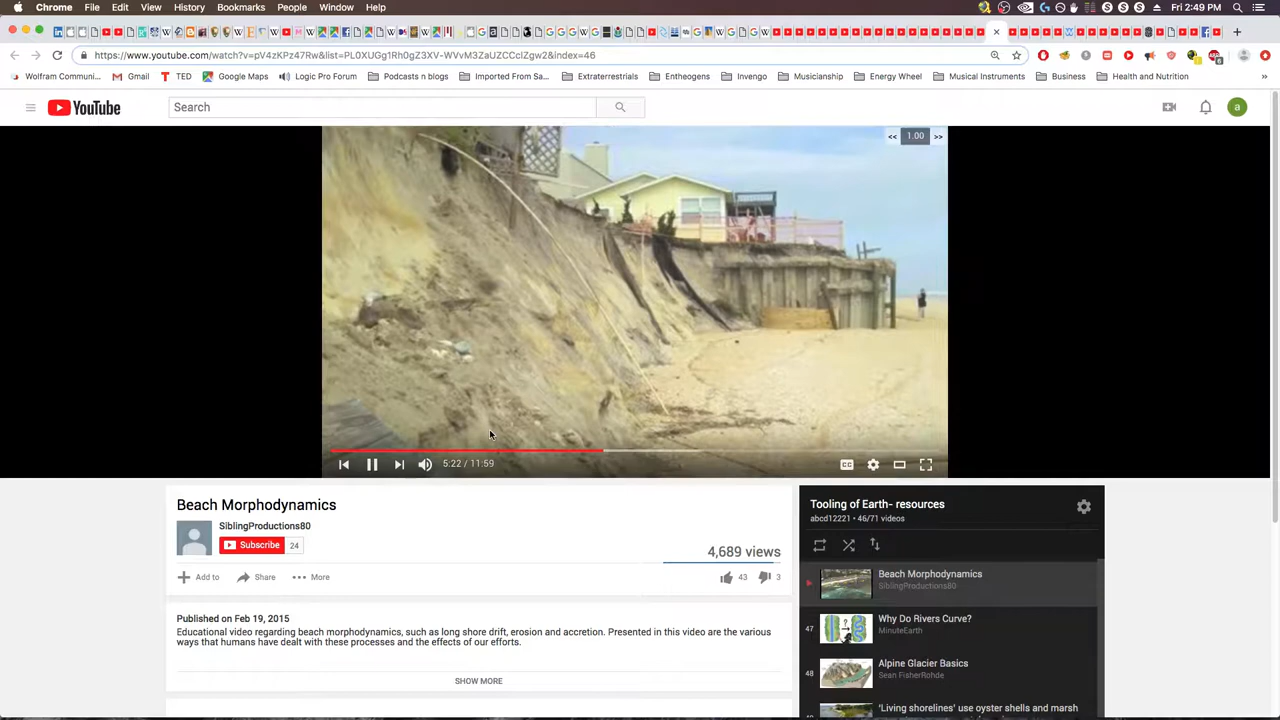 Chrome File Edit View History Bookmarks People Window Help Fri 2:49 PM
https://www.youtube.com/watch?v=pV4zKPz47Rw&list=PL0XUGg1Rh0gZ3XV-WVvM3ZaUZCCcIZgw2&index=46
Wolfram Communi... Gmail TED Google Maps Logic Pro Forum Podcasts n blogs Imported From Sa... Extraterrestrials Entheogens Invengo Musicianship Energy Wheel Musical Instruments Business Health and Nutrition »
YouTube Search a
<< 1.00 >>
5:22 / 11:59 CC
Beach Morphodynamics
SiblingProductions80
Subscribe 24
4,689 views
Add to Share More 43 3
Published on Feb 19, 2015
Educational video regarding beach morphodynamics, such as long shore drift, erosion and accretion. Presented in this video are the various
ways that humans have dealt with these processes and the effects of our efforts.
SHOW MORE
Tooling of Earth- resources
abcd12221 • 46/71 videos
Beach Morphodynamics
SiblingProductions80
47 Why Do Rivers Curve?
MinuteEarth
48 Alpine Glacier Basics
Sean FisherRohde
'Living shorelines' use oyster shells and marsh